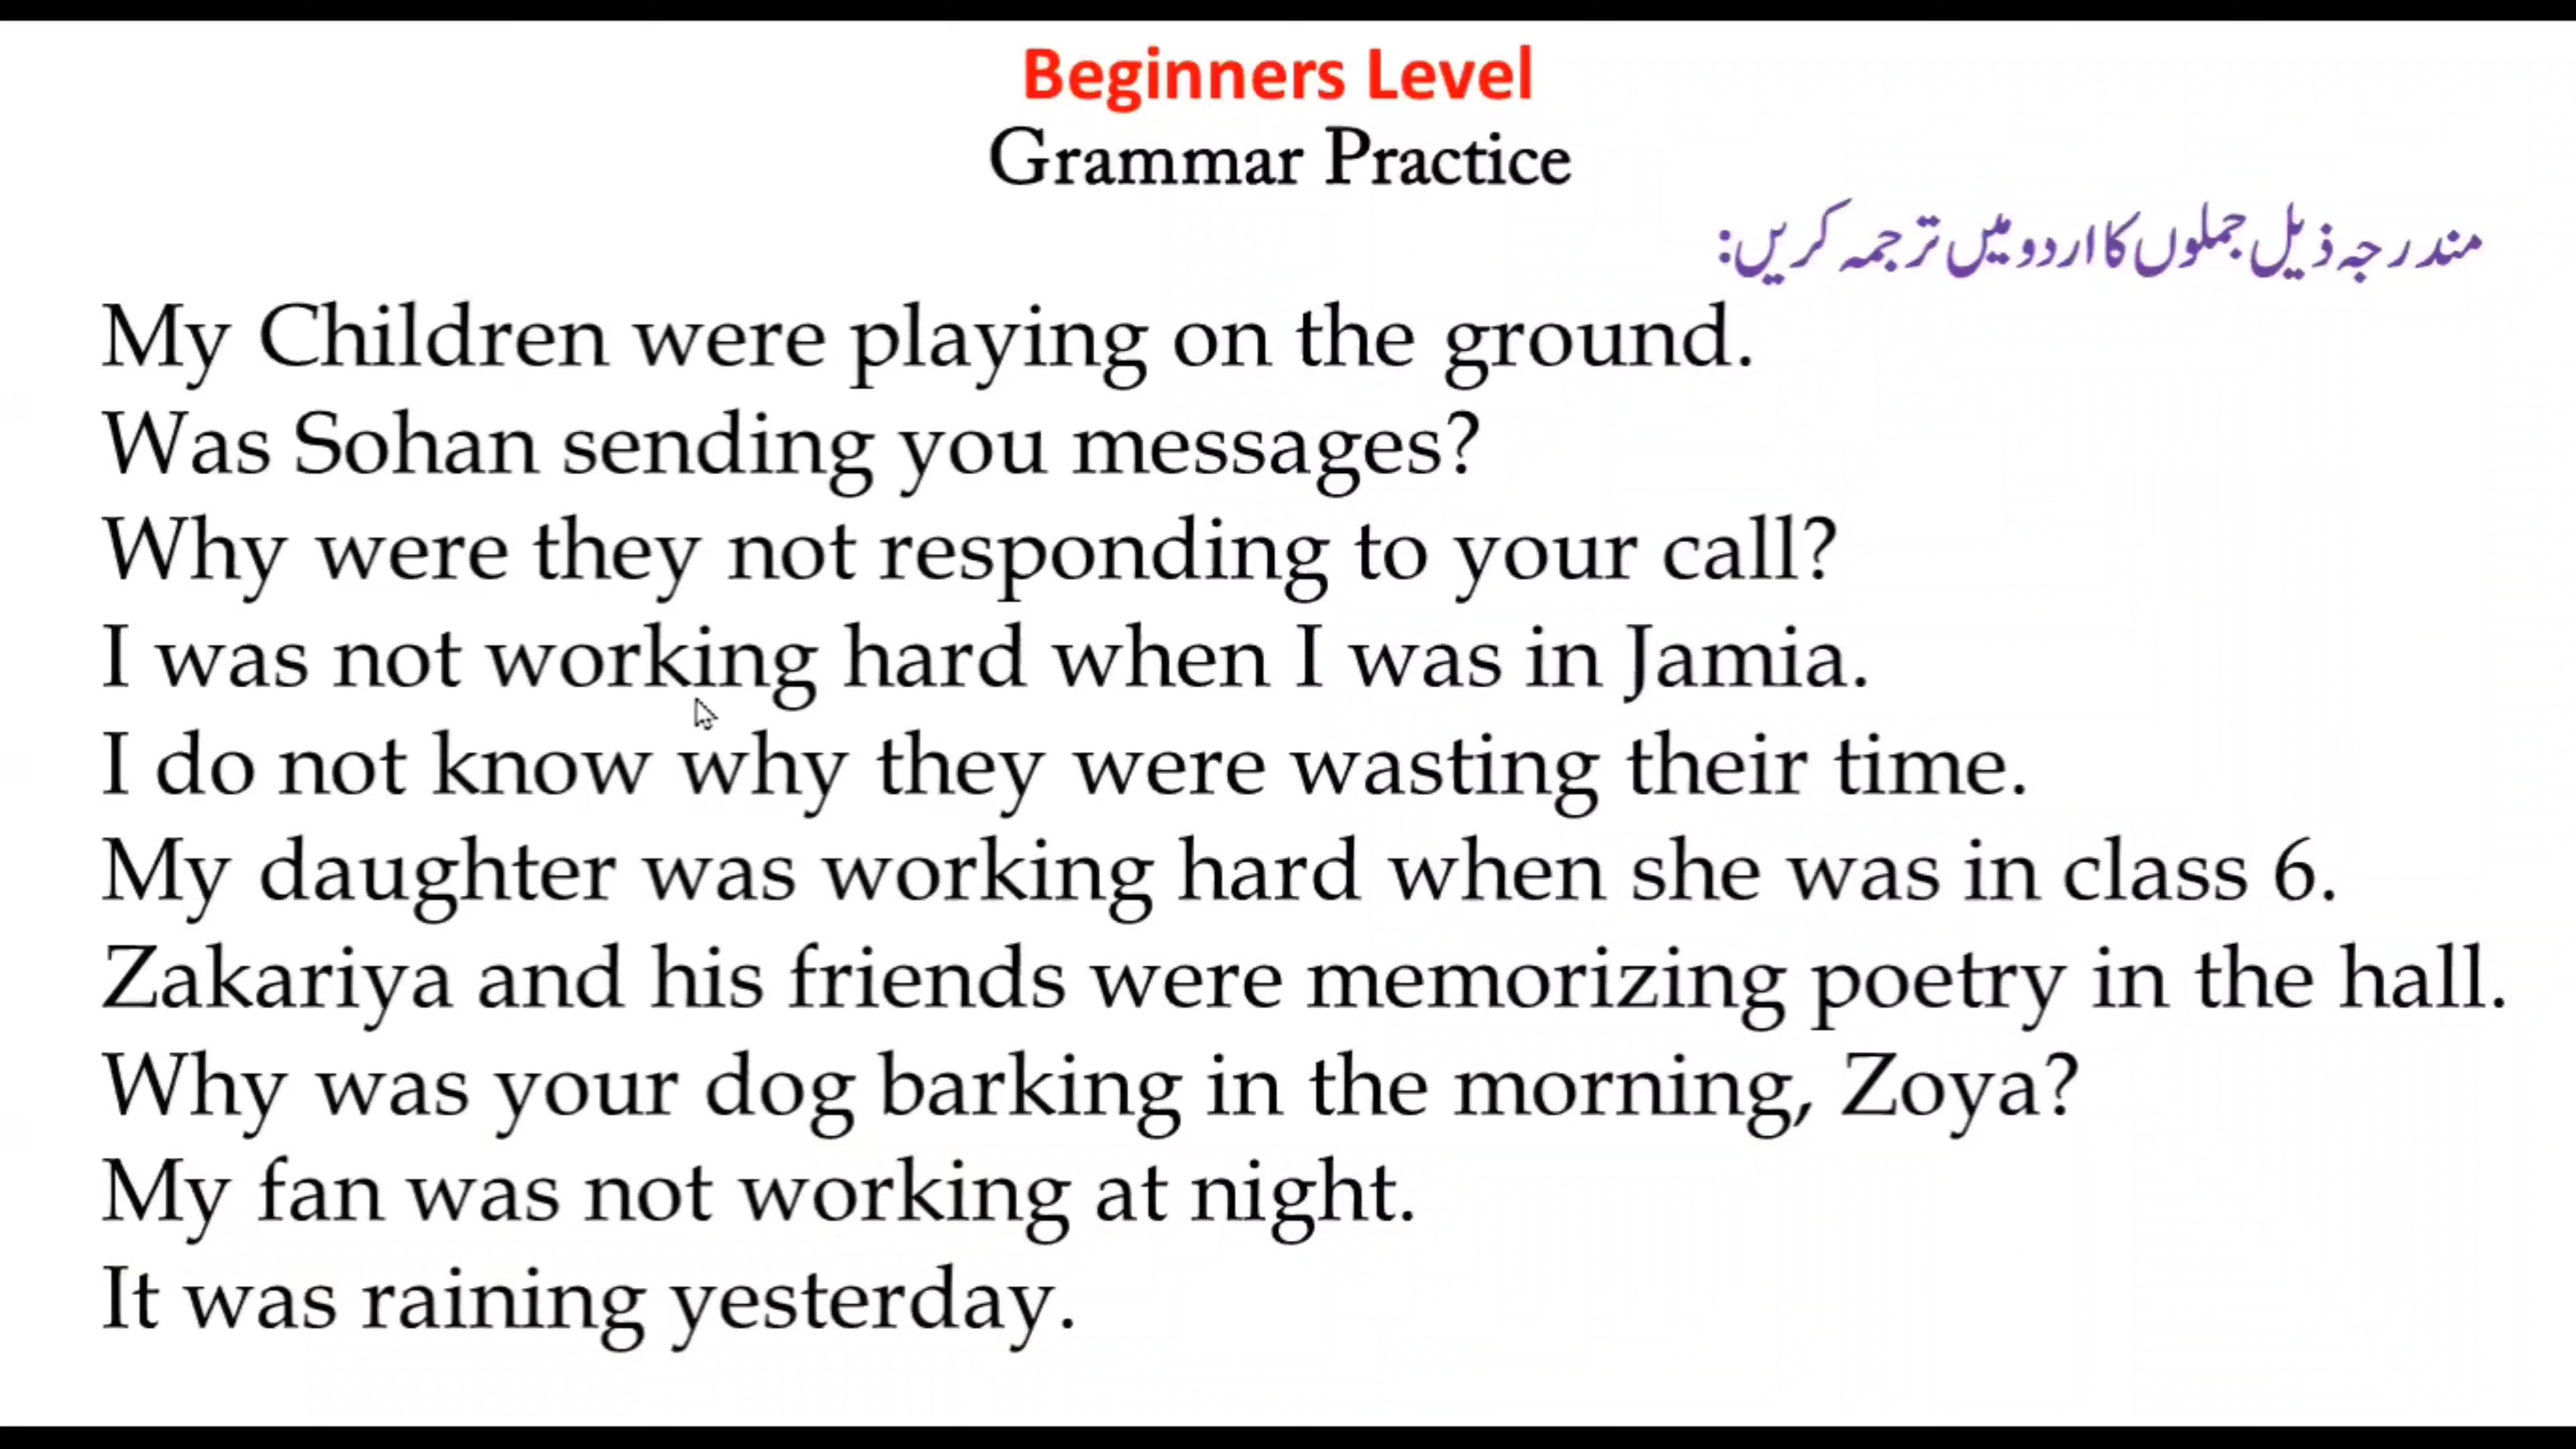 Beginners Level
Grammar Practice
مندرجہ ذیل جملوں کا اردو میں ترجمہ کریں:
My Children were playing on the ground.
Was Sohan sending you messages?
Why were they not responding to your call?
I was not working hard when I was in Jamia.
I do not know why they were wasting their time.
My daughter was working hard when she was in class 6.
Zakariya and his friends were memorizing poetry in the hall.
Why was your dog barking in the morning, Zoya?
My fan was not working at night.
It was raining yesterday.